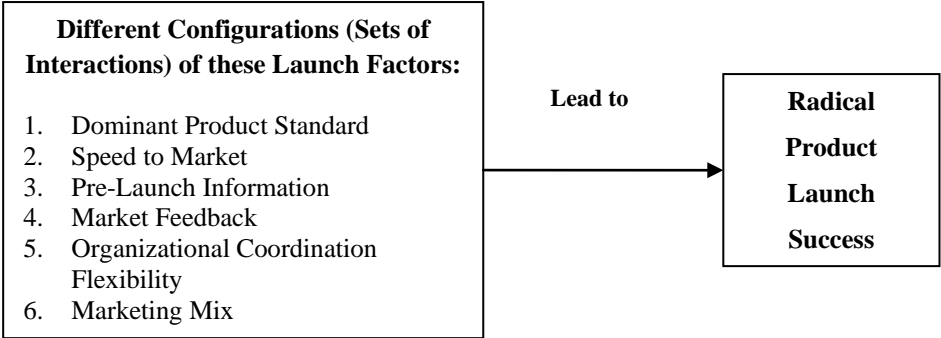 Different Configurations (Sets of
Interactions) of these Launch Factors:
1. Dominant Product Standard
2. Speed to Market
3. Pre-Launch Information
4. Market Feedback
5. Organizational Coordination
Flexibility
6. Marketing Mix
Lead to
Radical
Product
Launch
Success